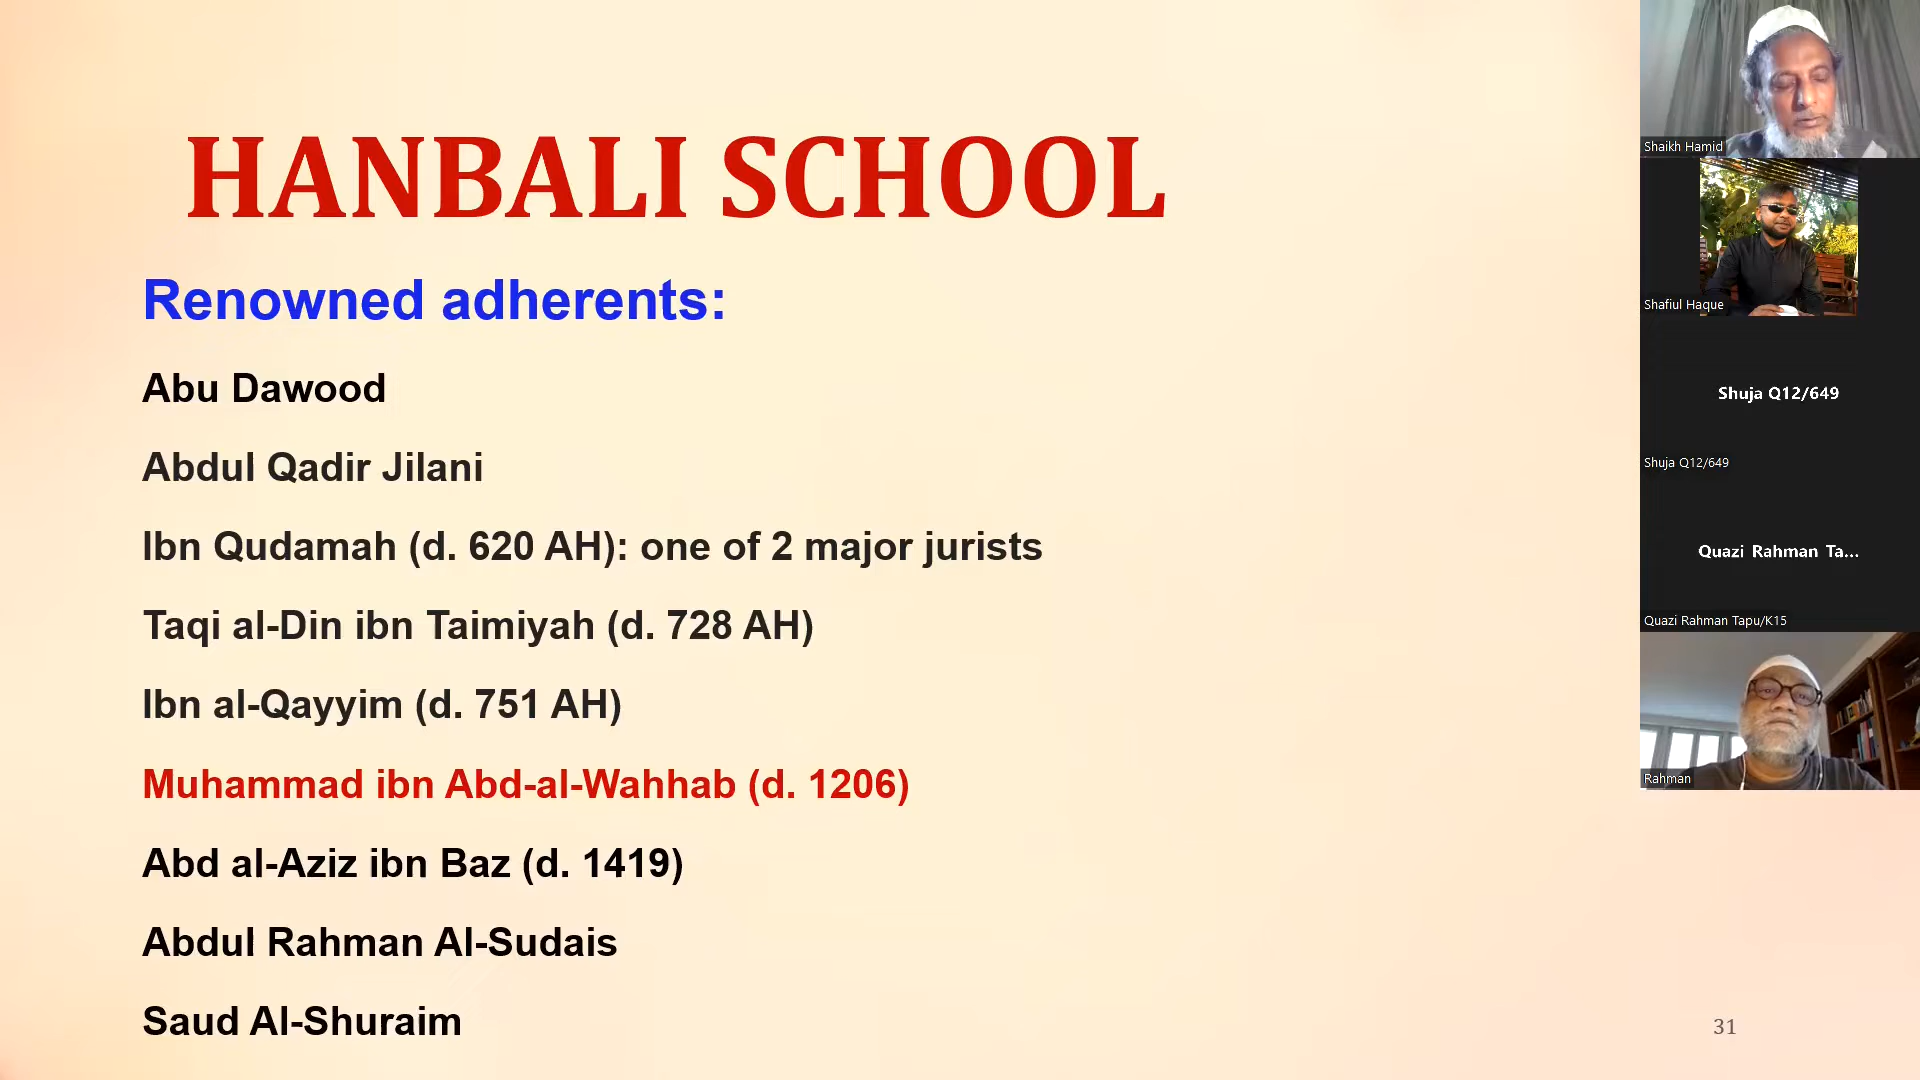 HANBALI SCHOOL
Renowned adherents:
Abu Dawood
Abdul Qadir Jilani
Ibn Qudamah (d. 620 AH): one of 2 major jurists
Taqi al-Din ibn Taimiyah (d. 728 AH)
Ibn al-Qayyim (d. 751 AH)
Muhammad ibn Abd-al-Wahhab (d. 1206)
Abd al-Aziz ibn Baz (d. 1419)
Abdul Rahman Al-Sudais
Saud Al-Shuraim
31
Shaikh Hamid
Shafiul Haque
Shuja Q12/649
Shuja Q12/649
Quazi Rahman Ta...
Quazi Rahman Tapu/K15
Rahman